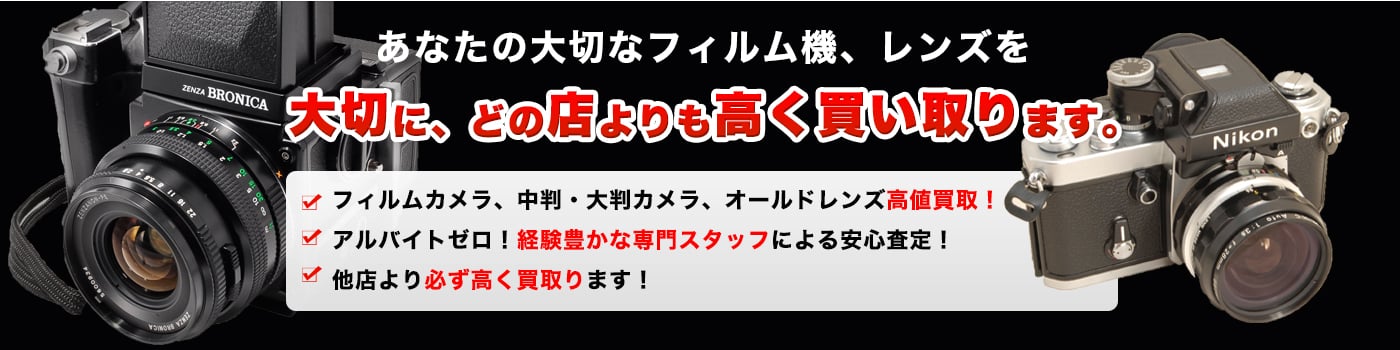 あなたの大切なフィルム機、レンズを
大切に、どの店よりも高く買い取ります。
フィルムカメラ、中判・大判カメラ、オールドレンズ高値買取！
アルバイトゼロ！経験豊かな専門スタッフによる安心査定！
他店より必ず高く買取ります！
ZENZA BRONICA
Nikon
ZENZA BRONICA